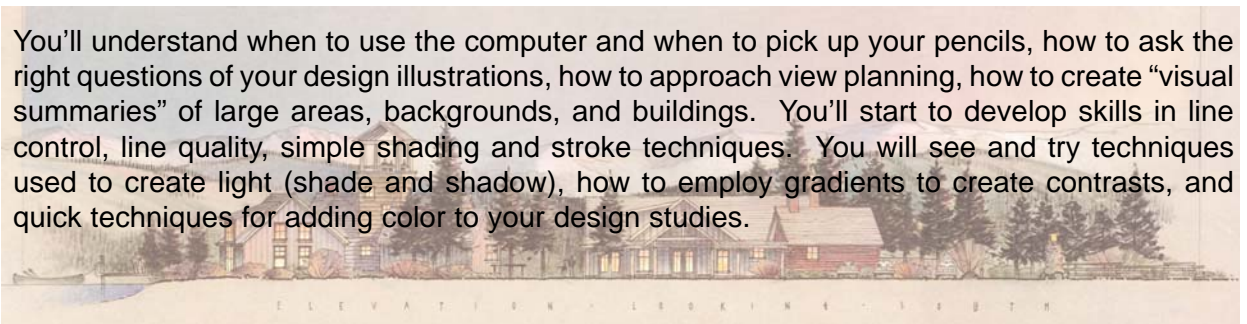 You’ll understand when to use the computer and when to pick up your pencils, how to ask the
right questions of your design illustrations, how to approach view planning, how to create “visual
summaries” of large areas, backgrounds, and buildings.  You’ll start to develop skills in line
control, line quality, simple shading and stroke techniques.  You will see and try techniques
used to create light (shade and shadow), how to employ gradients to create contrasts, and
quick techniques for adding color to your design studies.
ELEVATION - LOOKING - SOUTH